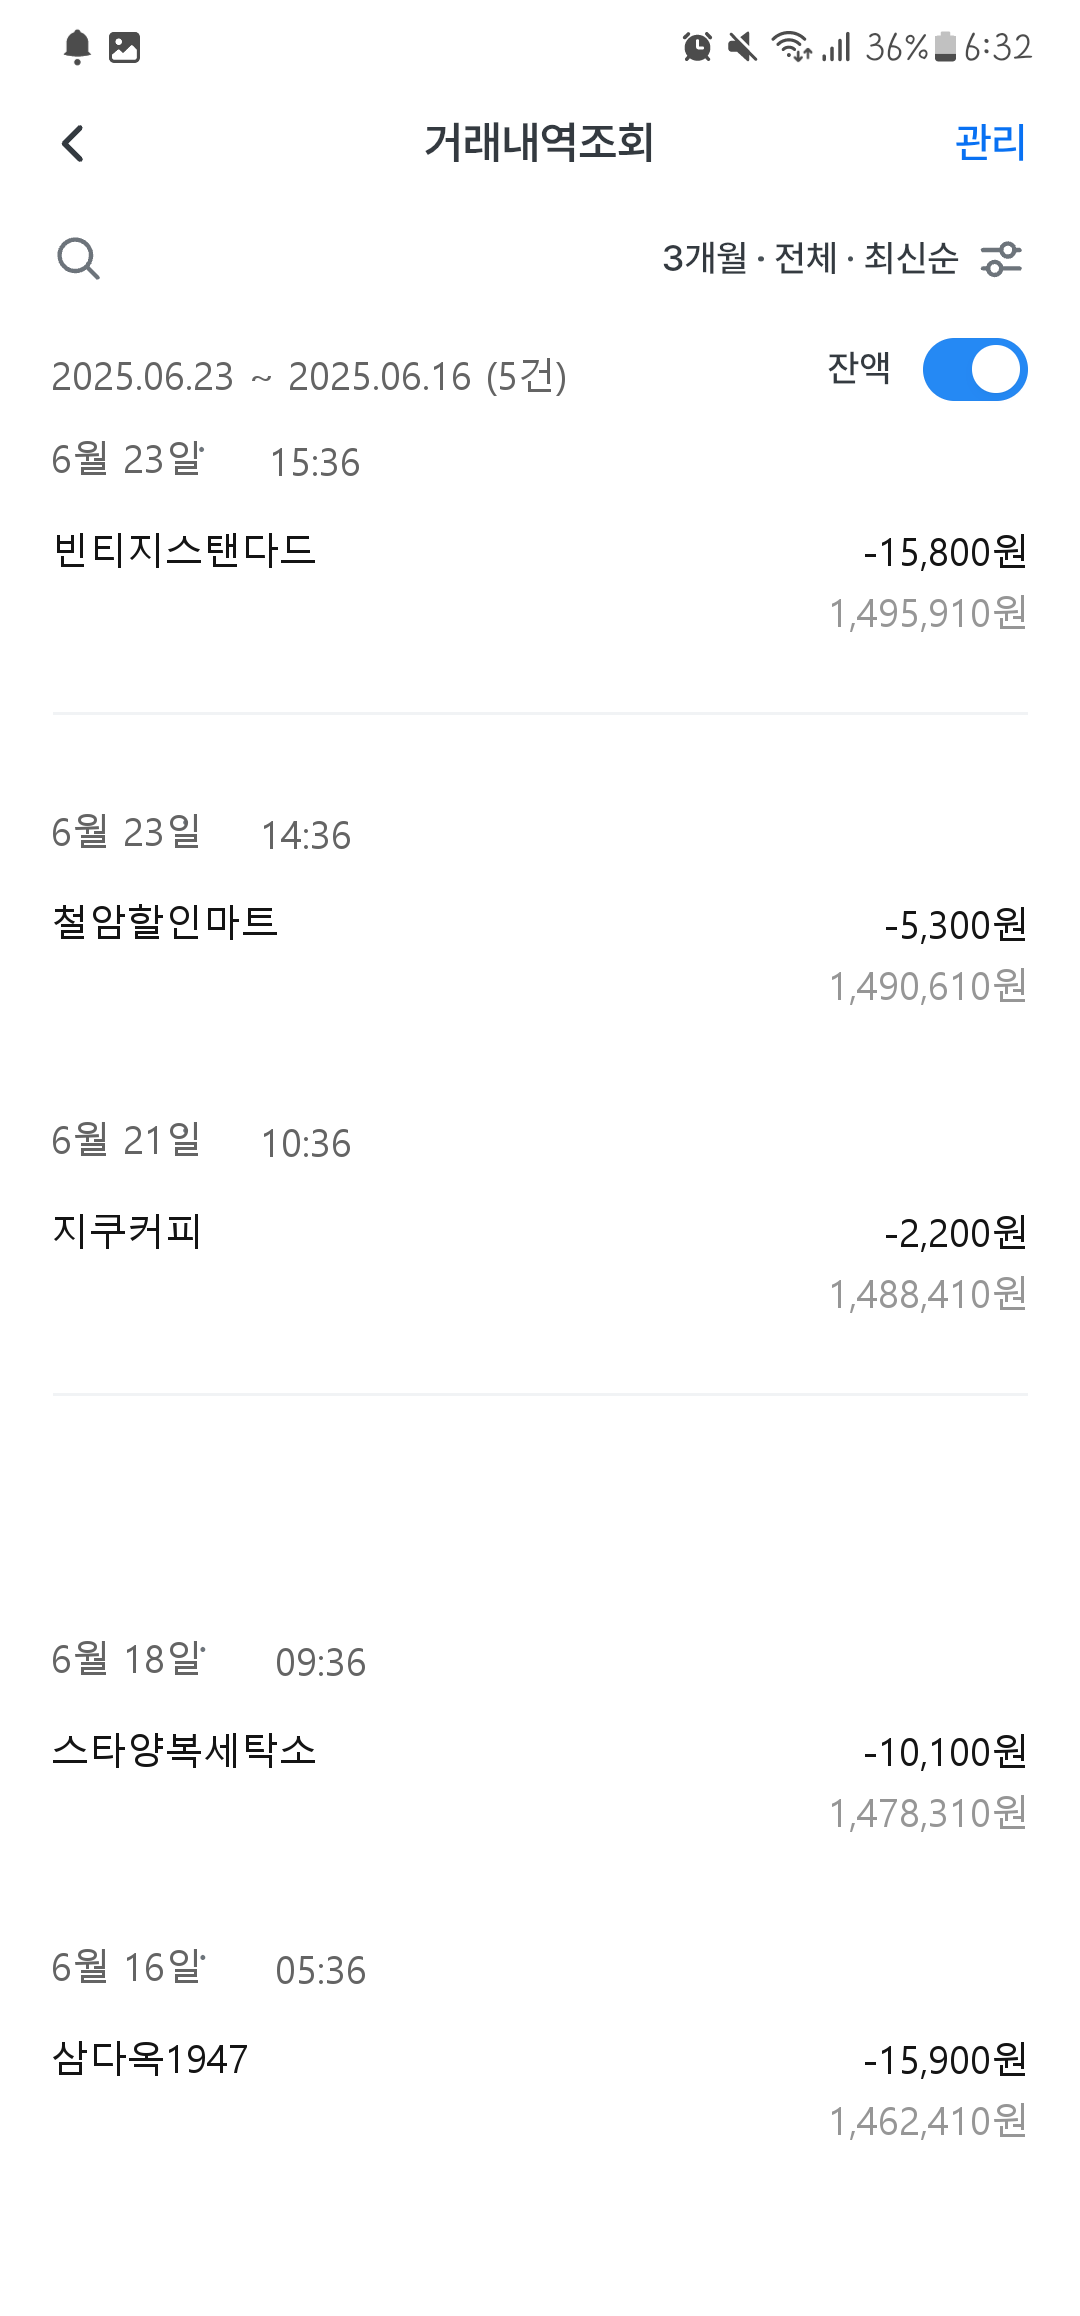 36% 6:32
거래내역조회 관리
3개월 · 전체 · 최신순
2025.06.23 ~ 2025.06.16 (5건) 잔액
6월 23일 15:36
빈티지스탠다드 -15,800원
1,495,910원
6월 23일 14:36
철암할인마트 -5,300원
1,490,610원
6월 21일 10:36
지쿠커피 -2,200원
1,488,410원
6월 18일 09:36
스타양복세탁소 -10,100원
1,478,310원
6월 16일 05:36
삼다옥1947 -15,900원
1,462,410원